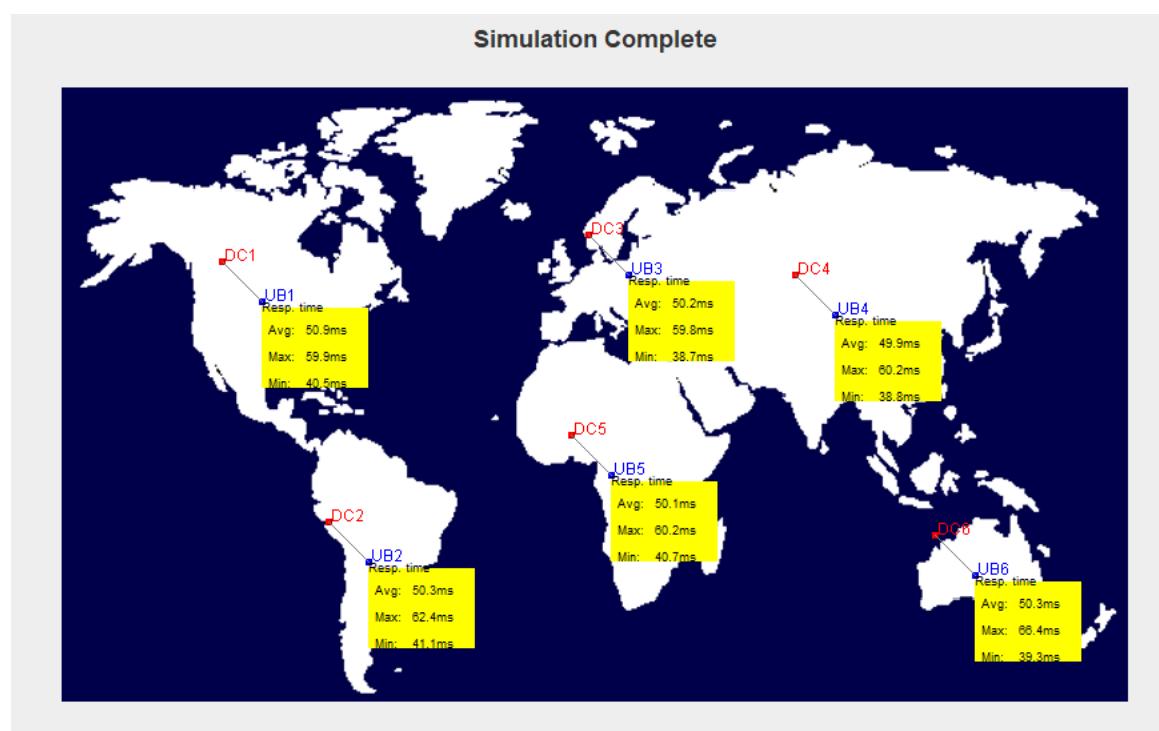 Simulation Complete
DC1
UB1
Resp. time
Avg: 50.9ms
Max: 59.9ms
Min: 40.5ms
DC2
UB2
Resp. time
Avg: 50.3ms
Max: 62.4ms
Min: 41.1ms
DC3
UB3
Resp. time
Avg: 50.2ms
Max: 59.8ms
Min: 38.7ms
DC4
UB4
Resp. time
Avg: 49.9ms
Max: 60.2ms
Min: 38.8ms
DC5
UB5
Resp. time
Avg: 50.1ms
Max: 60.2ms
Min: 40.7ms
DC6
UB6
Resp. time
Avg: 50.3ms
Max: 66.4ms
Min: 39.3ms